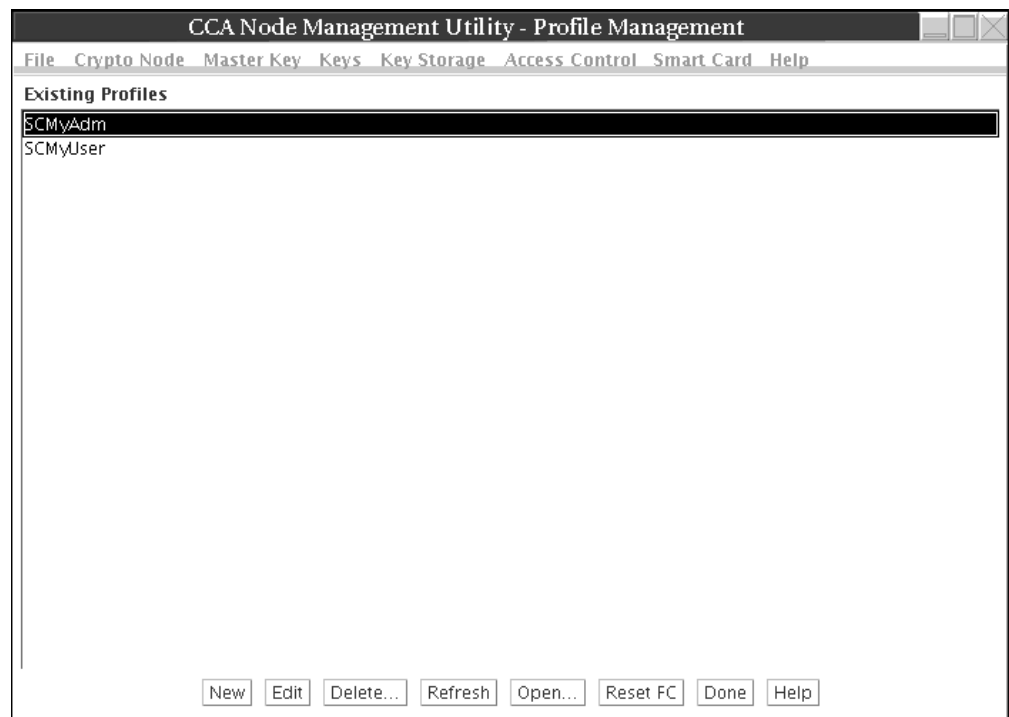 CCA Node Management Utility - Profile Management
File Crypto Node Master Key Keys Key Storage Access Control Smart Card Help
Existing Profiles
SCMyAdm
SCMyUser
New Edit Delete... Refresh Open... Reset FC Done Help